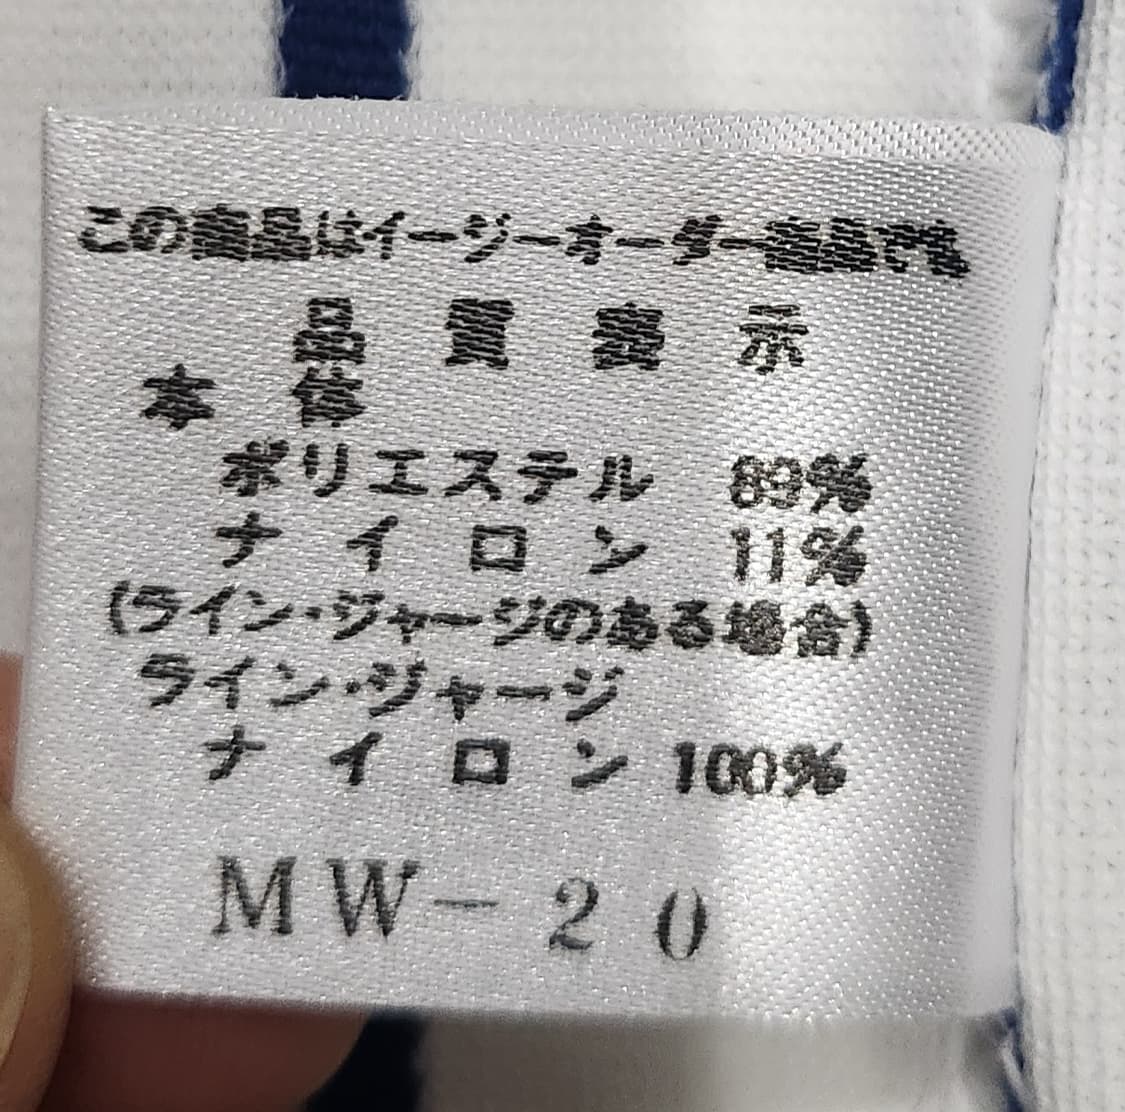 この商品はイージーオーダー商品です。
品質表示
本体
ポリエステル 89%
ナイロン 11%
(ライン・ジャージのある場合)
ライン・ジャージ
ナイロン 100%
MW-20